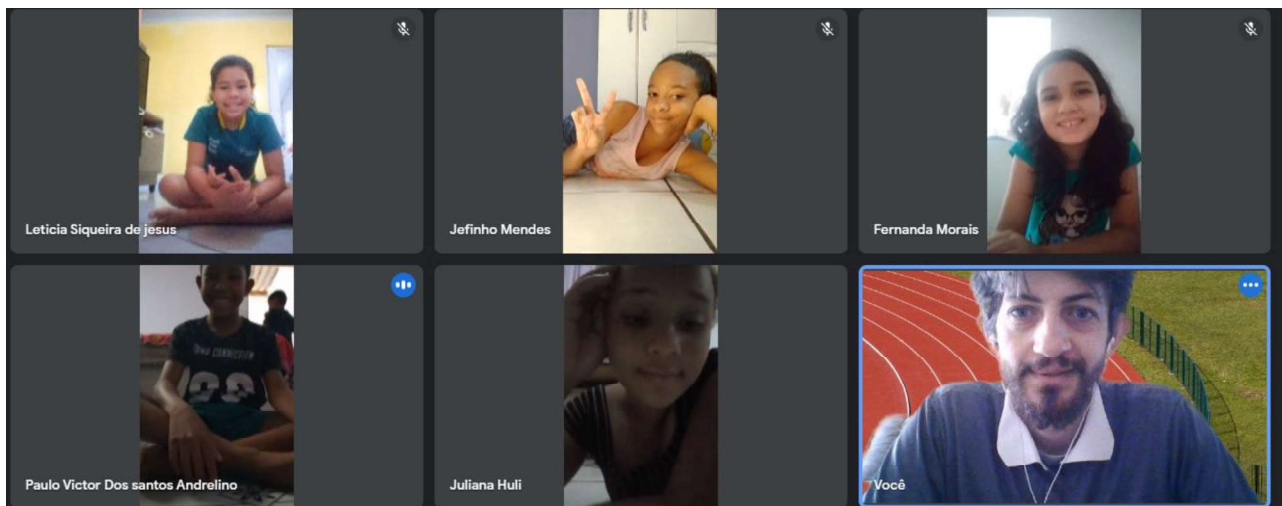 Leticia Siqueira de jesus
Jefinho Mendes
Fernanda Morais
Paulo Victor Dos santos Andrelino
Juliana Huli
Você